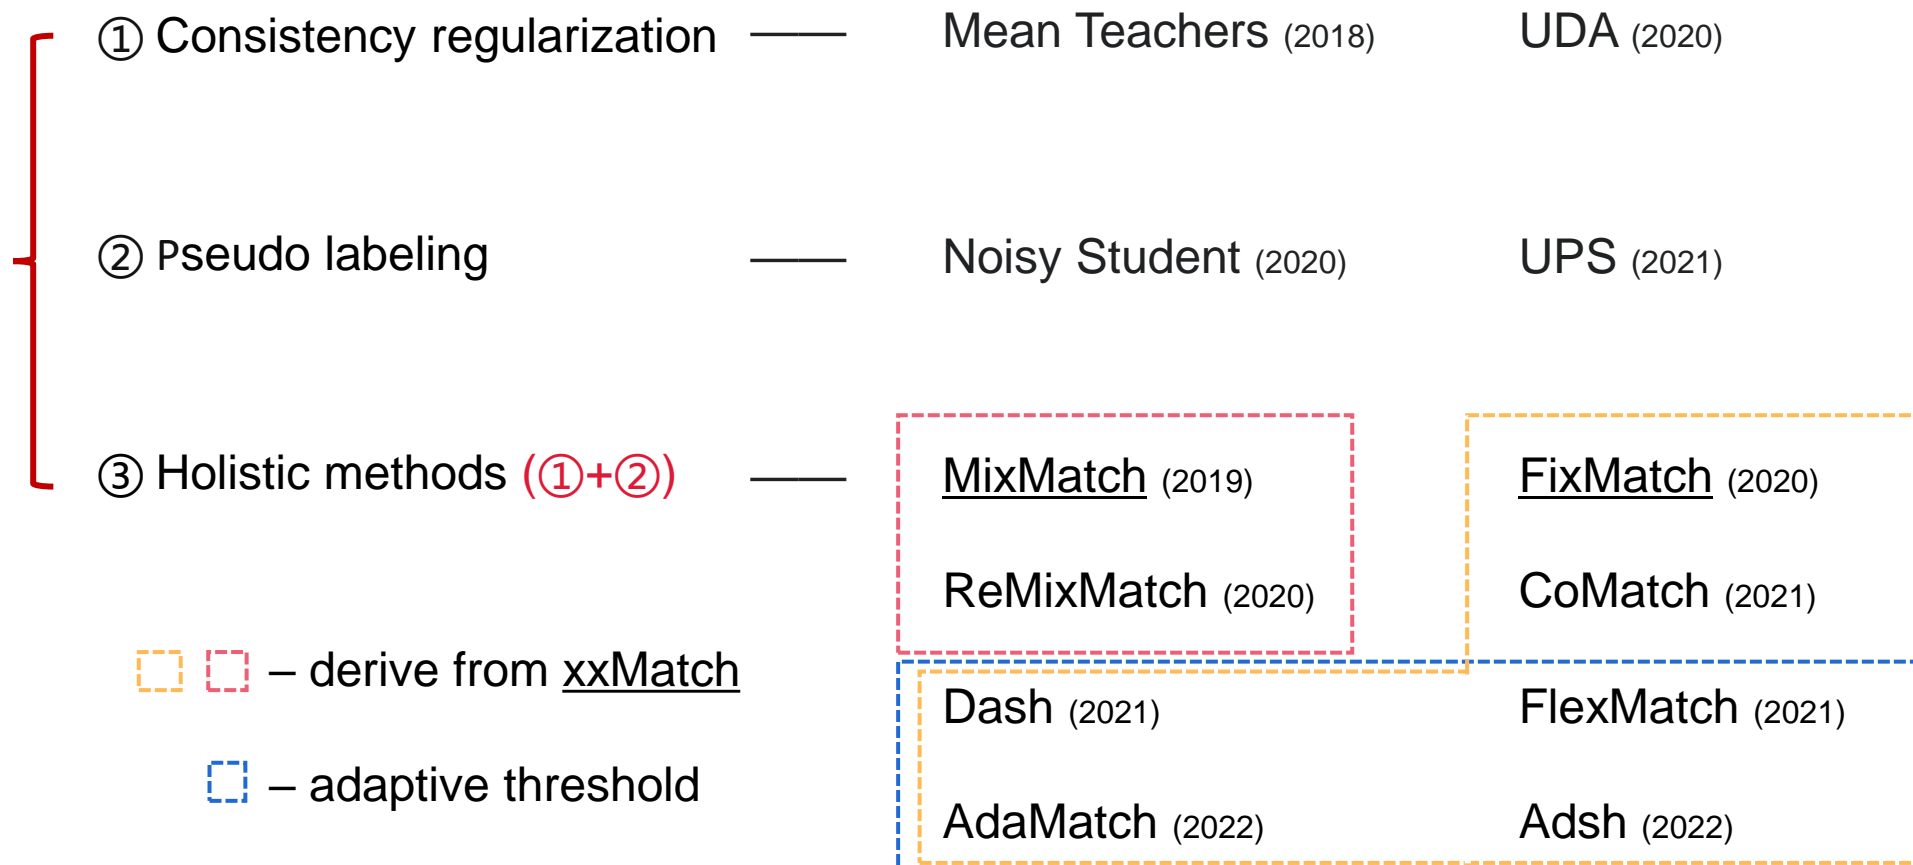 ① Consistency regularization —— Mean Teachers (2018) UDA (2020)
② Pseudo labeling —— Noisy Student (2020) UPS (2021)
③ Holistic methods (①+②) —— MixMatch (2019) FixMatch (2020)
ReMixMatch (2020) CoMatch (2021)
– derive from xxMatch
Dash (2021) FlexMatch (2021)
– adaptive threshold
AdaMatch (2022) Adsh (2022)